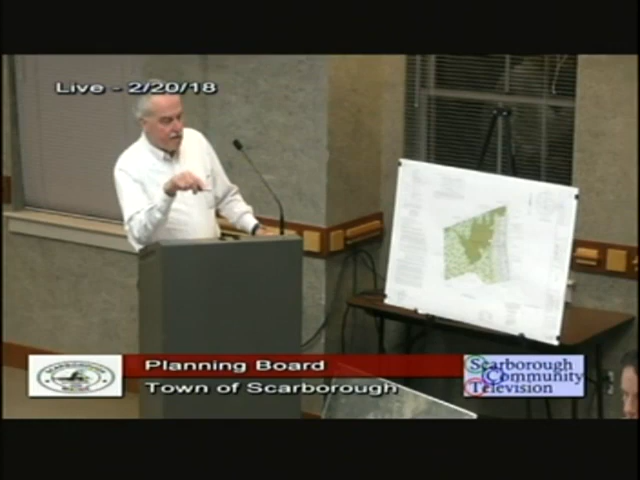 Live - 2/20/18
Planning Board
Town of Scarborough
Scarborough
Community
Television